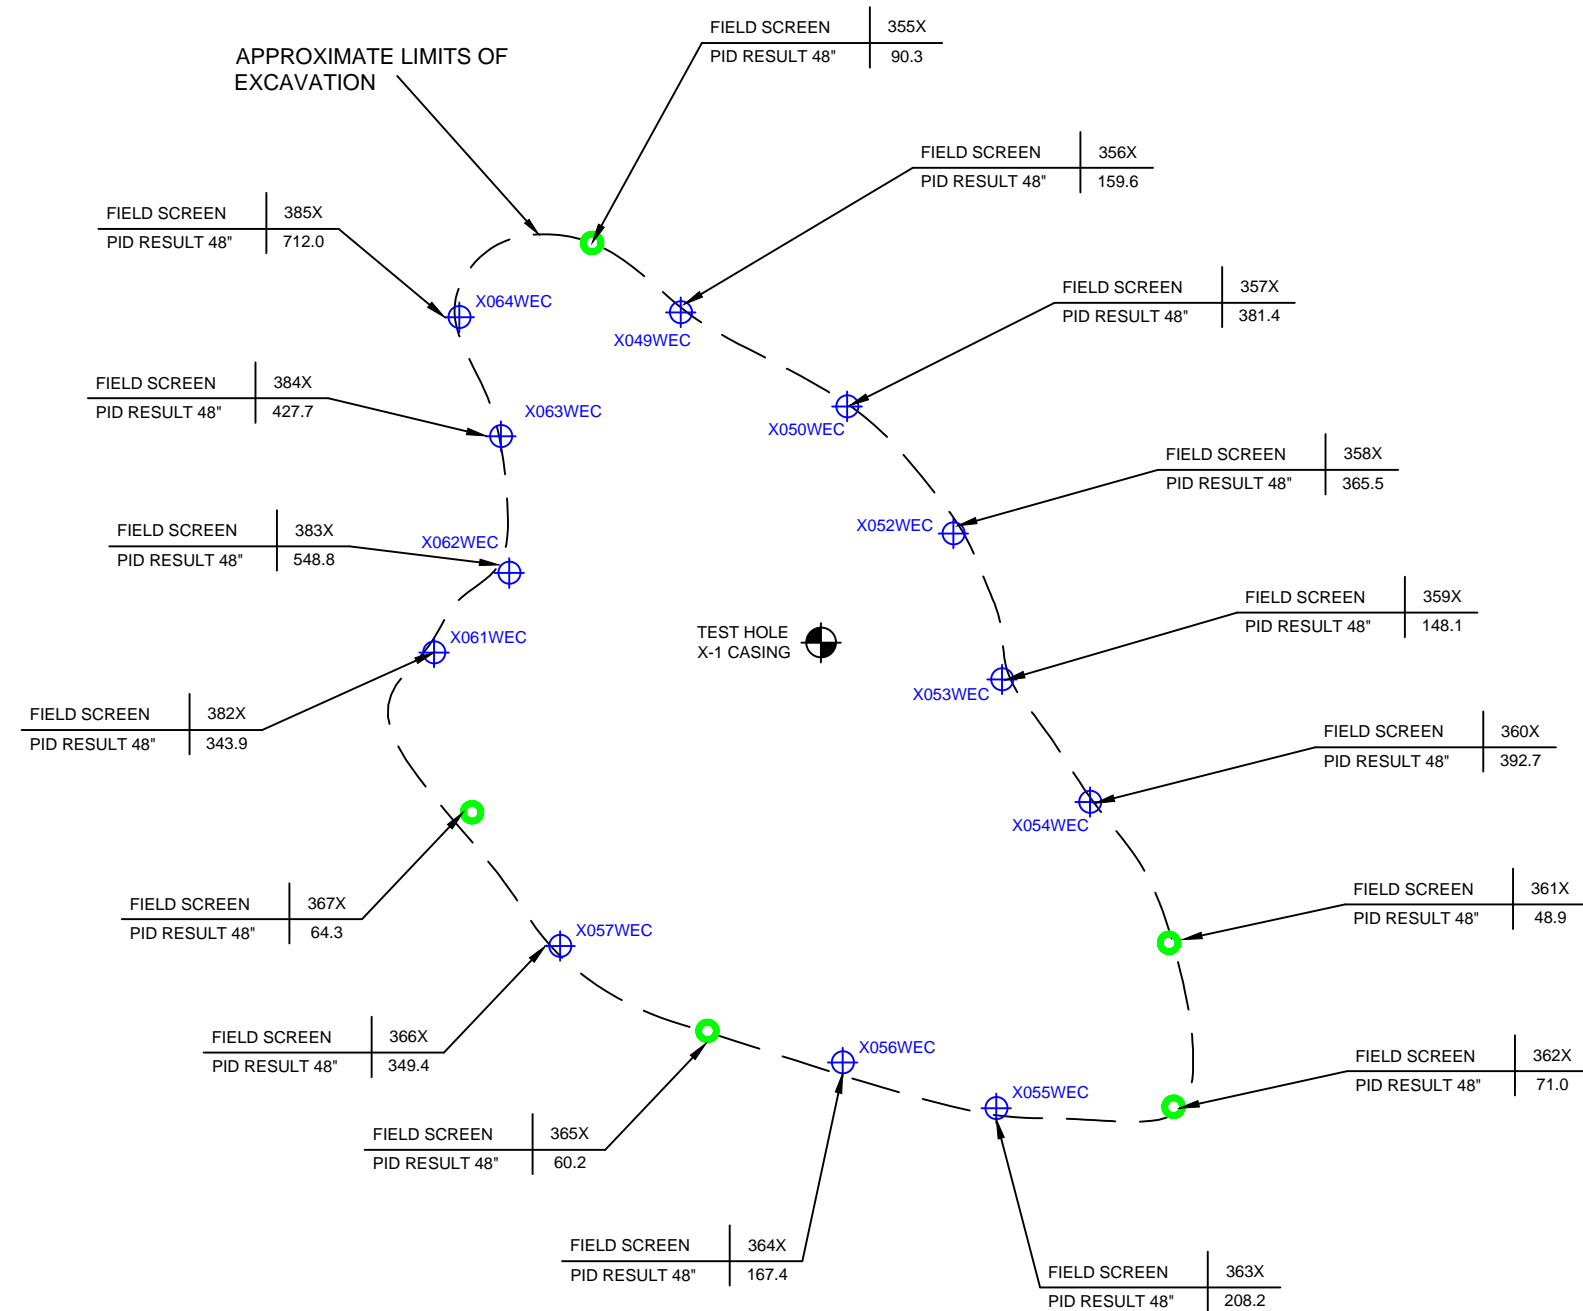 FIELD SCREEN 355X
PID RESULT 48" 90.3
APPROXIMATE LIMITS OF
EXCAVATION
FIELD SCREEN 356X
PID RESULT 48" 159.6
FIELD SCREEN 385X
PID RESULT 48" 712.0
FIELD SCREEN 357X
PID RESULT 48" 381.4
X064WEC
X049WEC
FIELD SCREEN 384X
PID RESULT 48" 427.7
X063WEC
X050WEC
FIELD SCREEN 358X
PID RESULT 48" 365.5
FIELD SCREEN 383X
PID RESULT 48" 548.8
X062WEC
X052WEC
FIELD SCREEN 359X
PID RESULT 48" 148.1
X061WEC
TEST HOLE
X-1 CASING
X053WEC
FIELD SCREEN 382X
PID RESULT 48" 343.9
FIELD SCREEN 360X
PID RESULT 48" 392.7
X054WEC
FIELD SCREEN 367X
PID RESULT 48" 64.3
FIELD SCREEN 361X
PID RESULT 48" 48.9
X057WEC
FIELD SCREEN 366X
PID RESULT 48" 349.4
X056WEC
FIELD SCREEN 362X
PID RESULT 48" 71.0
X055WEC
FIELD SCREEN 365X
PID RESULT 48" 60.2
FIELD SCREEN 364X
PID RESULT 48" 167.4
FIELD SCREEN 363X
PID RESULT 48" 208.2